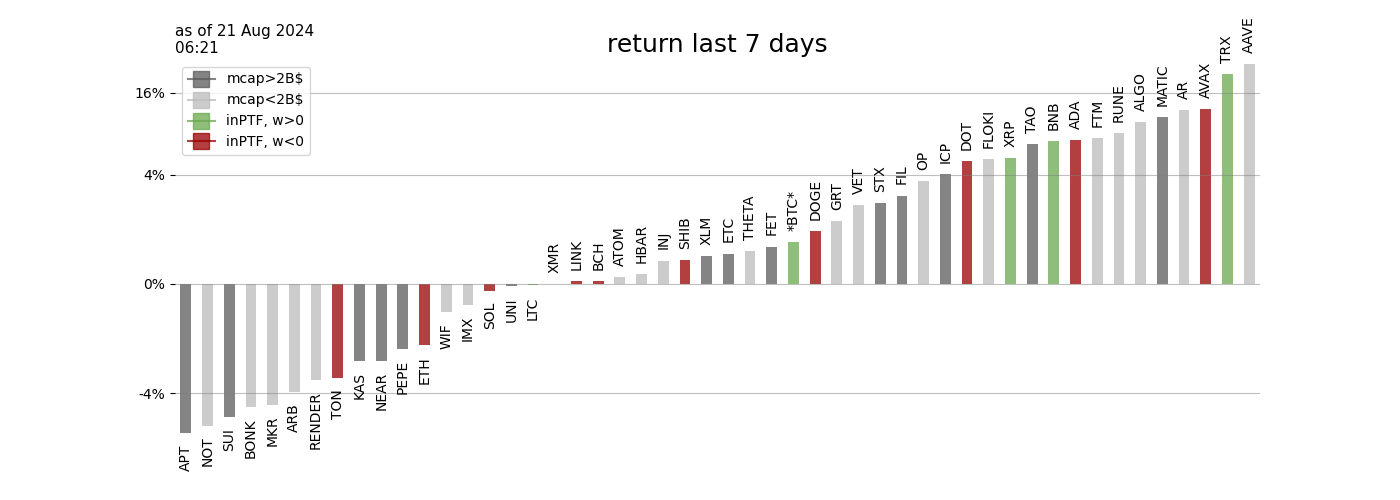 as of 21 Aug 2024
06:21
return last 7 days
mcap>2B$
mcap<2B$
inPTF, w>0
inPTF, w<0
16%
4%
0%
-4%
APT
NOT
SUI
BONK
MKR
ARB
RENDER
TON
KAS
NEAR
PEPE
ETH
WIF
IMX
SOL
UNI
LTC
XMR
LINK
BCH
ATOM
HBAR
INJ
SHIB
XLM
ETC
THETA
FET
*BTC*
DOGE
GRT
VET
STX
FIL
OP
ICP
DOT
FLOKI
XRP
TAO
BNB
ADA
FTM
RUNE
ALGO
MATIC
AR
AVAX
TRX
AAVE